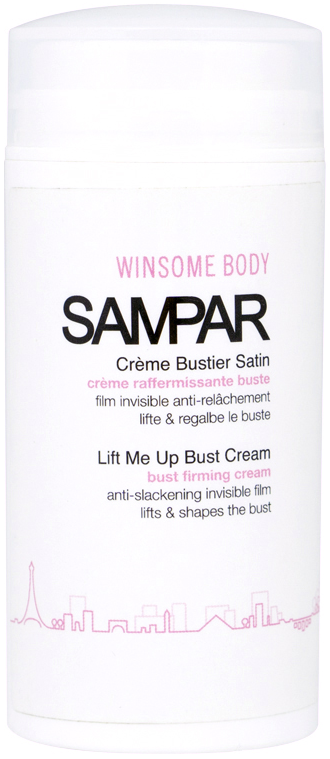 WINSOME BODY
SAMPAR
Crème Bustier Satin
crème raffermissante buste
film invisible anti-relâchement
lifte & regalbe le buste
Lift Me Up Bust Cream
bust firming cream
anti-slackening invisible film
lifts & shapes the bust